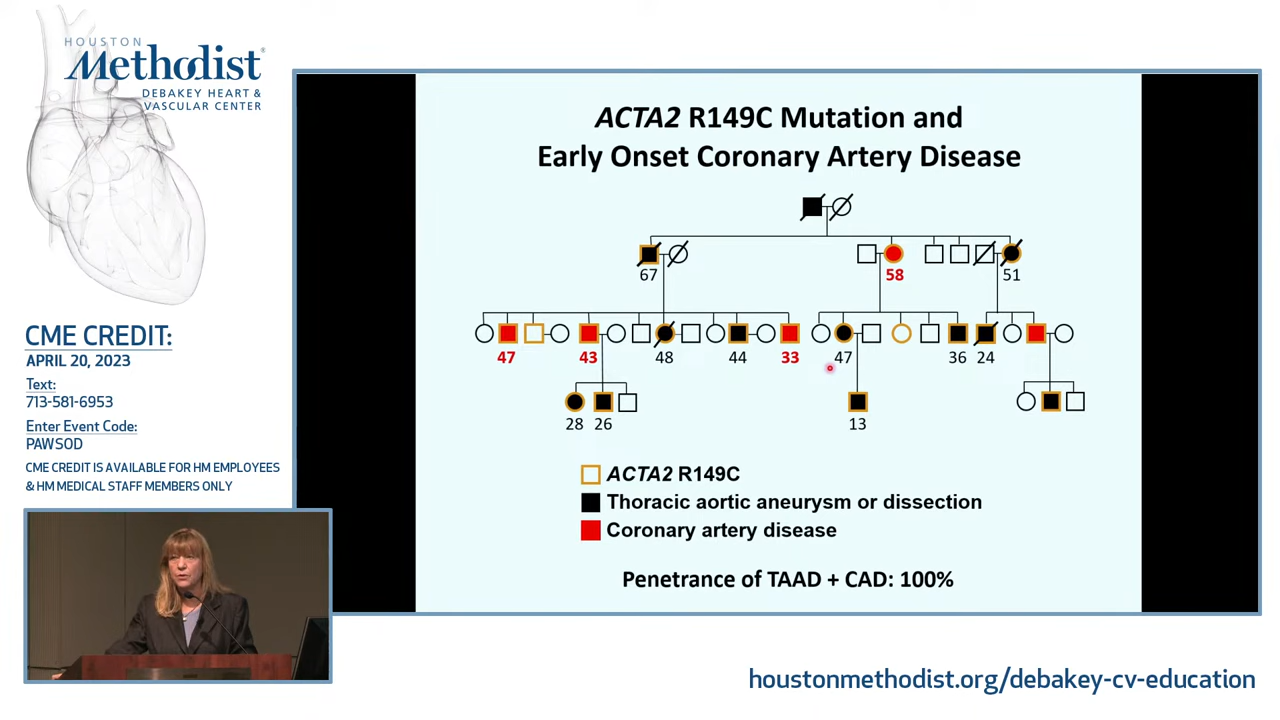 HOUSTON
Methodist®
DEBAKEY HEART &
VASCULAR CENTER
CME CREDIT:
APRIL 20, 2023
Text:
713-581-6953
Enter Event Code:
PAWSOD
CME CREDIT IS AVAILABLE FOR HM EMPLOYEES
& HM MEDICAL STAFF MEMBERS ONLY
ACTA2 R149C Mutation and
Early Onset Coronary Artery Disease
67 58 51
47 43 48 44 33 47 36 24
28 26 13
ACTA2 R149C
Thoracic aortic aneurysm or dissection
Coronary artery disease
Penetrance of TAAD + CAD: 100%
houstonmethodist.org/debakey-cv-education